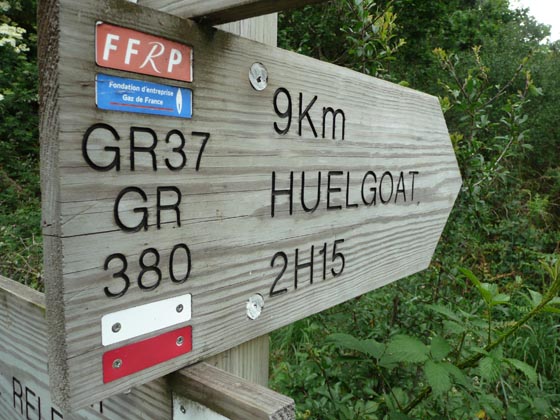 FFRP
Fondation d'entreprise
Gaz de France
GR37
GR
380
9Km
HUELGOAT
2H15